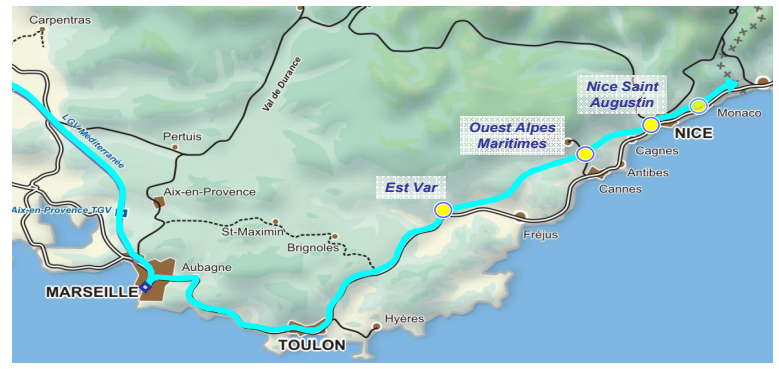 Carpentras
Val de Durance
Nice Saint
Augustin
LGV Méditerranée
Monaco
Ouest Alpes
Maritimes
NICE
Pertuis
Cagnes
Antibes
Est Var
Cannes
Aix-en-Provence
Aix-en-Provence TGV
St-Maximin
Fréjus
Brignoles
Aubagne
MARSEILLE
Hyères
TOULON